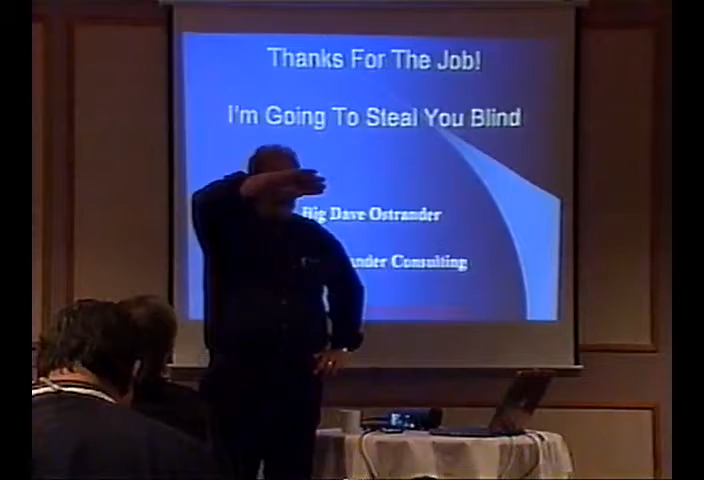 Thanks For The Job!
I'm Going To Steal You Blind
Big Dave Ostrander
Consulting